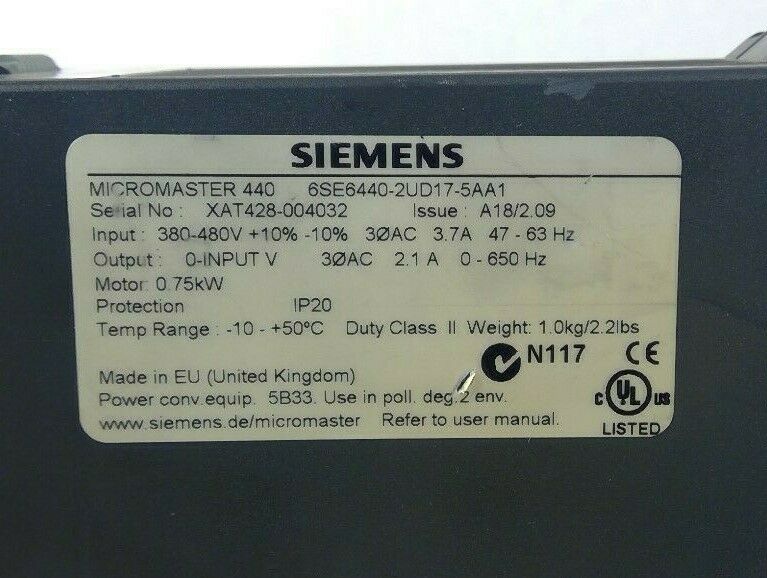 SIEMENS
MICROMASTER 440 6SE6440-2UD17-5AA1
Serial No : XAT428-004032 Issue : A18/2.09
Input : 380-480V +10% -10% 3ØAC 3.7A 47 - 63 Hz
Output : 0-INPUT V 3ØAC 2.1 A 0 - 650 Hz
Motor: 0.75kW
Protection IP20
Temp Range : -10 - +50ºC Duty Class II Weight: 1.0kg/2.2lbs
N117 CE
Made in EU (United Kingdom)
Power conv.equip. 5B33. Use in poll. deg.2 env.
C UL US
www.siemens.de/micromaster Refer to user manual.
LISTED